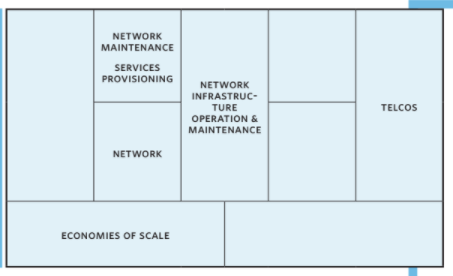 NETWORK
MAINTENANCE
SERVICES
PROVISIONING
NETWORK
NETWORK
INFRASTRUC-
TURE
OPERATION &
MAINTENANCE
TELCOS
ECONOMIES OF SCALE